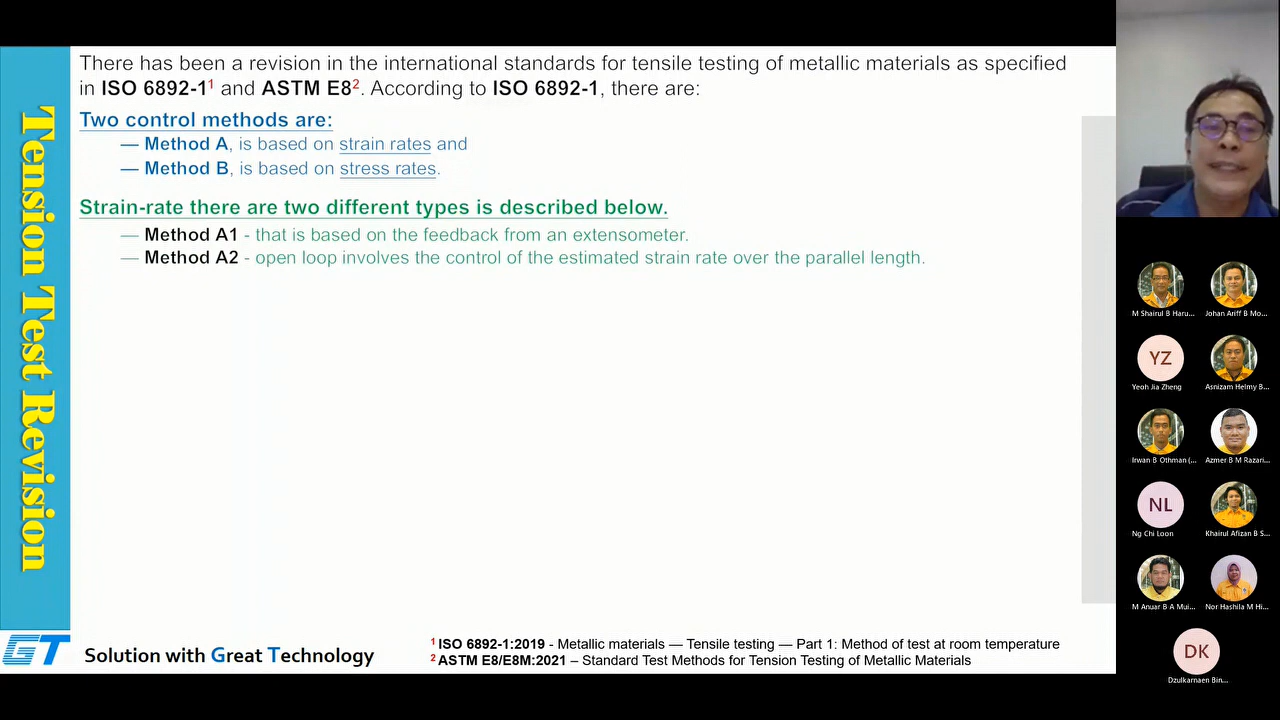 Tension Test Revision
There has been a revision in the international standards for tensile testing of metallic materials as specified
in ISO 6892-1¹ and ASTM E8². According to ISO 6892-1, there are:
Two control methods are:
— Method A, is based on strain rates and
— Method B, is based on stress rates.
Strain-rate there are two different types is described below.
— Method A1 - that is based on the feedback from an extensometer.
— Method A2 - open loop involves the control of the estimated strain rate over the parallel length.
GT
Solution with Great Technology
¹ ISO 6892-1:2019 - Metallic materials — Tensile testing — Part 1: Method of test at room temperature
² ASTM E8/E8M:2021 – Standard Test Methods for Tension Testing of Metallic Materials
M Shairul B Haru...
Johan Ariff B Mo...
YZ
Yeoh Jia Zheng
Asnizam Helmy B...
Irwan B Othman (...
Azmer B M Razari...
NL
Ng Chi Loon
Khairul Afizan B S...
M Anuar B A Mui...
Nor Hashila M Hi...
DK
Dzulkarnaen Bin...